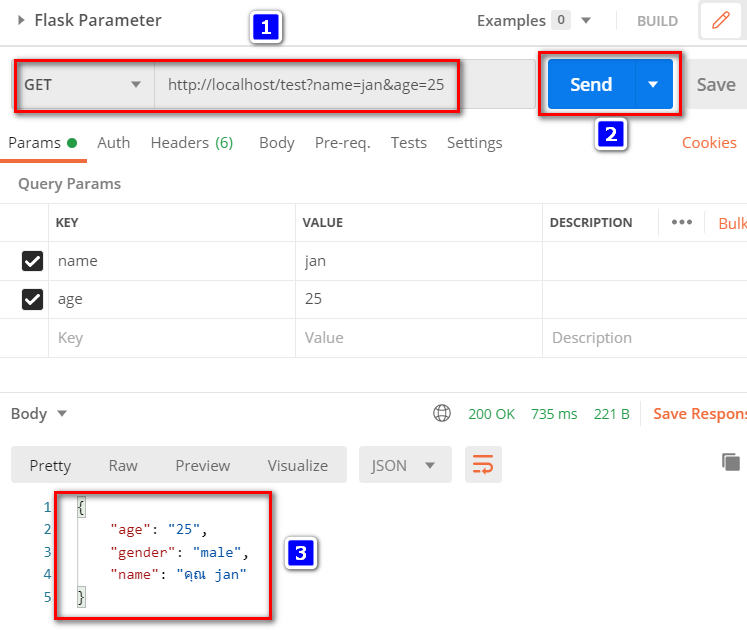 Flask Parameter
1
Examples 0
BUILD
GET
http://localhost/test?name=jan&age=25
Send
Save
2
Params
Auth
Headers (6)
Body
Pre-req.
Tests
Settings
Cookies
Query Params
KEY
VALUE
DESCRIPTION
•••
Bulk
name
jan
age
25
Key
Value
Description
Body
200 OK
735 ms
221 B
Save Respons
Pretty
Raw
Preview
Visualize
JSON
1 {
2 "age": "25",
3 "gender": "male",
4 "name": "คุณ jan"
5 }
3